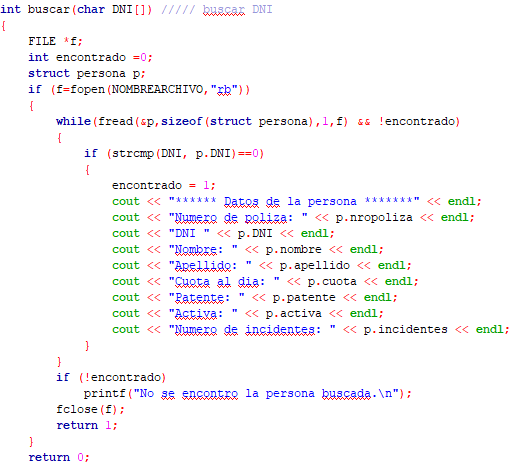 int buscar(char DNI[]) ///// buscar DNI
{
    FILE *f;
    int encontrado =0;
    struct persona p;
    if (f=fopen(NOMBREARCHIVO,"rb"))
    {
        while(fread(&p,sizeof(struct persona),1,f) && !encontrado)
        {
            if (strcmp(DNI, p.DNI)==0)
            {
                encontrado = 1;
                cout << "****** Datos de la persona *******" << endl;
                cout << "Numero de poliza: " << p.nropoliza << endl;
                cout << "DNI " << p.DNI << endl;
                cout << "Nombre: " << p.nombre << endl;
                cout << "Apellido: " << p.apellido << endl;
                cout << "Cuota al dia: " << p.cuota << endl;
                cout << "Patente: " << p.patente << endl;
                cout << "Activa: " << p.activa << endl;
                cout << "Numero de incidentes: " << p.incidentes << endl;
            }
        }
        if (!encontrado)
            printf("No se encontro la persona buscada.\n");
        fclose(f);
        return 1;
    }
    return 0;